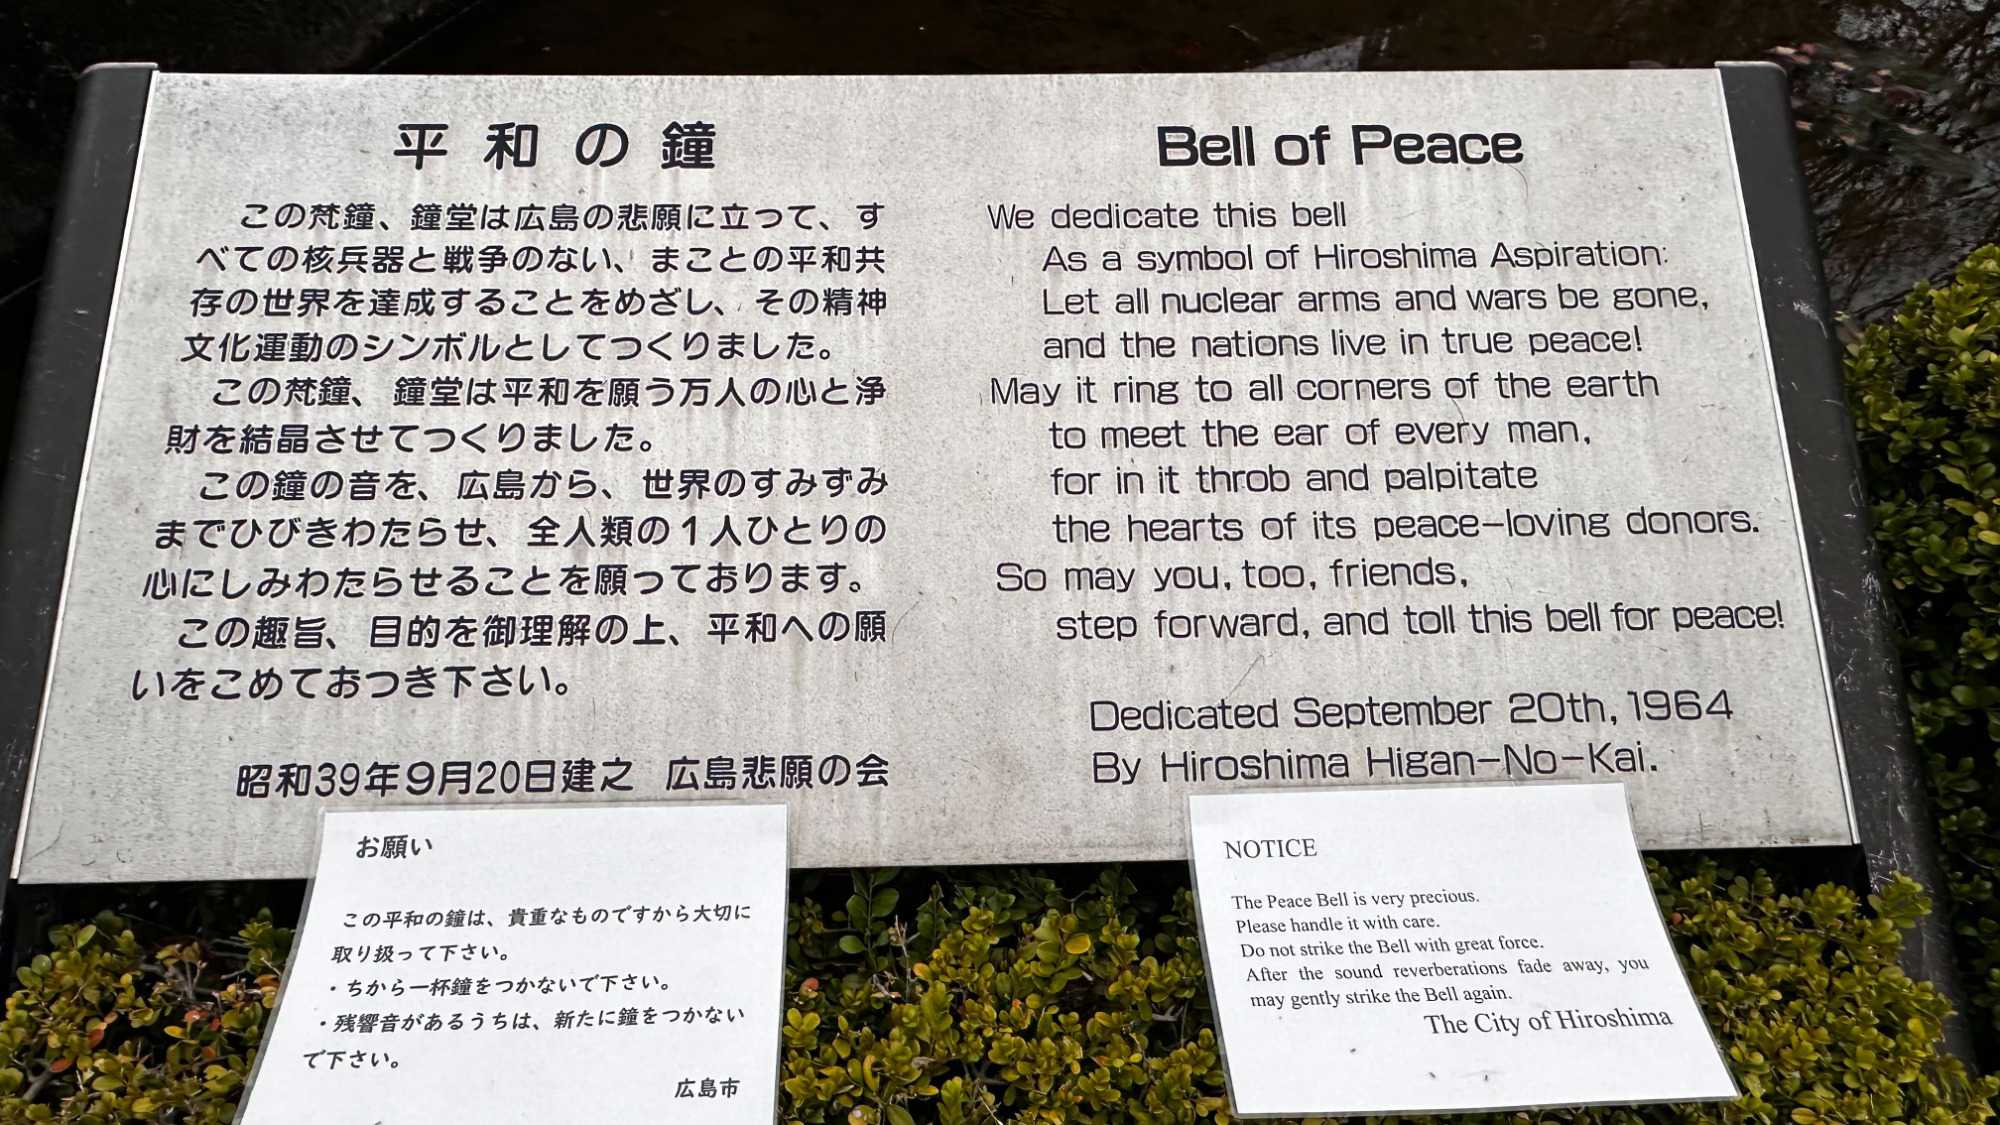 平和の鐘
この梵鐘、鐘堂は広島の悲願に立って、す
べての核兵器と戦争のない、まことの平和共
存の世界を達成することをめざし、その精神
文化運動のシンボルとしてつくりました。
この梵鐘、鐘堂は平和を願う万人の心と浄
財を結晶させてつくりました。
この鐘の音を、広島から、世界のすみずみ
までひびきわたらせ、全人類の1人ひとりの
心にしみわたらせることを願っております。
この趣旨、目的を御理解の上、平和への願
いをこめておつき下さい。
昭和39年9月20日建之 広島悲願の会
Bell of Peace
We dedicate this bell
As a symbol of Hiroshima Aspiration:
Let all nuclear arms and wars be gone,
and the nations live in true peace!
May it ring to all corners of the earth
to meet the ear of every man,
for in it throb and palpitate
the hearts of its peace-loving donors.
So may you, too, friends,
step forward, and toll this bell for peace!
Dedicated September 20th, 1964
By Hiroshima Higan-No-Kai.
お願い
この平和の鐘は、貴重なものですから大切に
取り扱って下さい。
・ちから一杯鐘をつかないで下さい。
・残響音があるうちは、新たに鐘をつかない
で下さい。
広島市
NOTICE
The Peace Bell is very precious.
Please handle it with care.
Do not strike the Bell with great force.
After the sound reverberations fade away, you
may gently strike the Bell again.
The City of Hiroshima